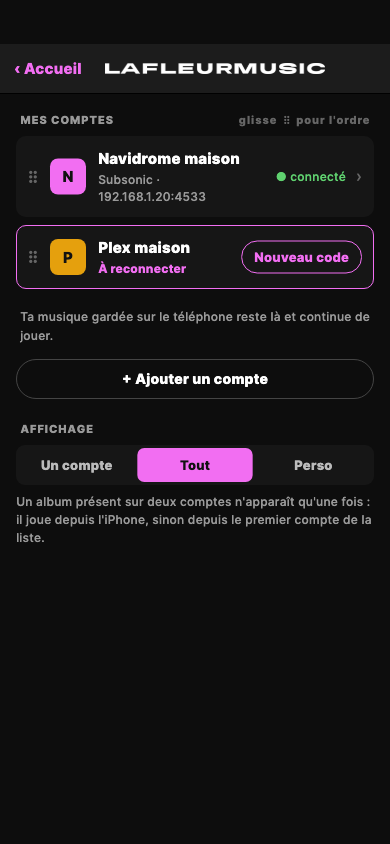 ‹ Accueil LAFLEURMUSIC
MES COMPTES glisse ⠿ pour l'ordre
N Navidrome maison
Subsonic ·
192.168.1.20:4533
connecté ›
P Plex maison
À reconnecter
Nouveau code
Ta musique gardée sur le téléphone reste là et continue de
jouer.
+ Ajouter un compte
AFFICHAGE
Un compte Tout Perso
Un album présent sur deux comptes n'apparaît qu'une fois :
il joue depuis l'iPhone, sinon depuis le premier compte de la
liste.